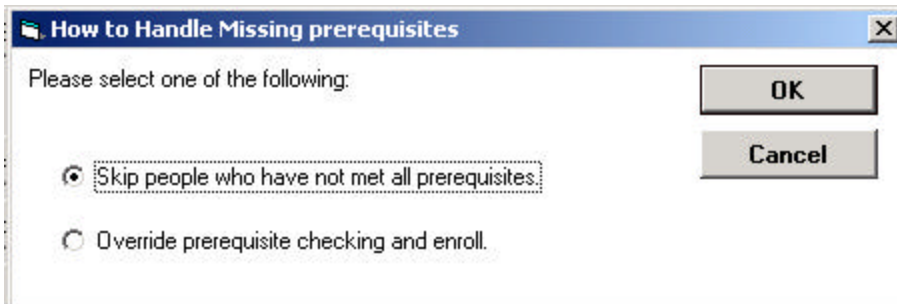 How to Handle Missing prerequisites
Please select one of the following:
OK
Cancel
Skip people who have not met all prerequisites.
Override prerequisite checking and enroll.